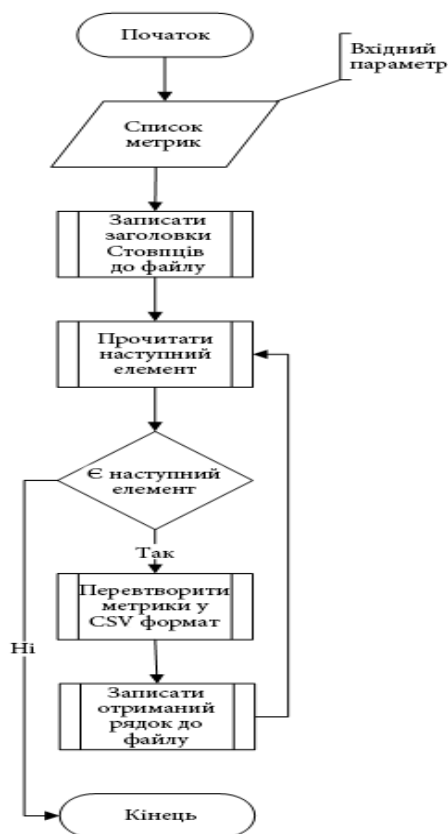 Початок
Вхідний
параметр
Список
метрик
Записати
заголовки
Стовпців
до файлу
Прочитати
наступний
елемент
Є наступний
елемент
Так
Перевтворити
метрики у
CSV формат
Ні
Записати
отриманий
рядок до
файлу
Кінець